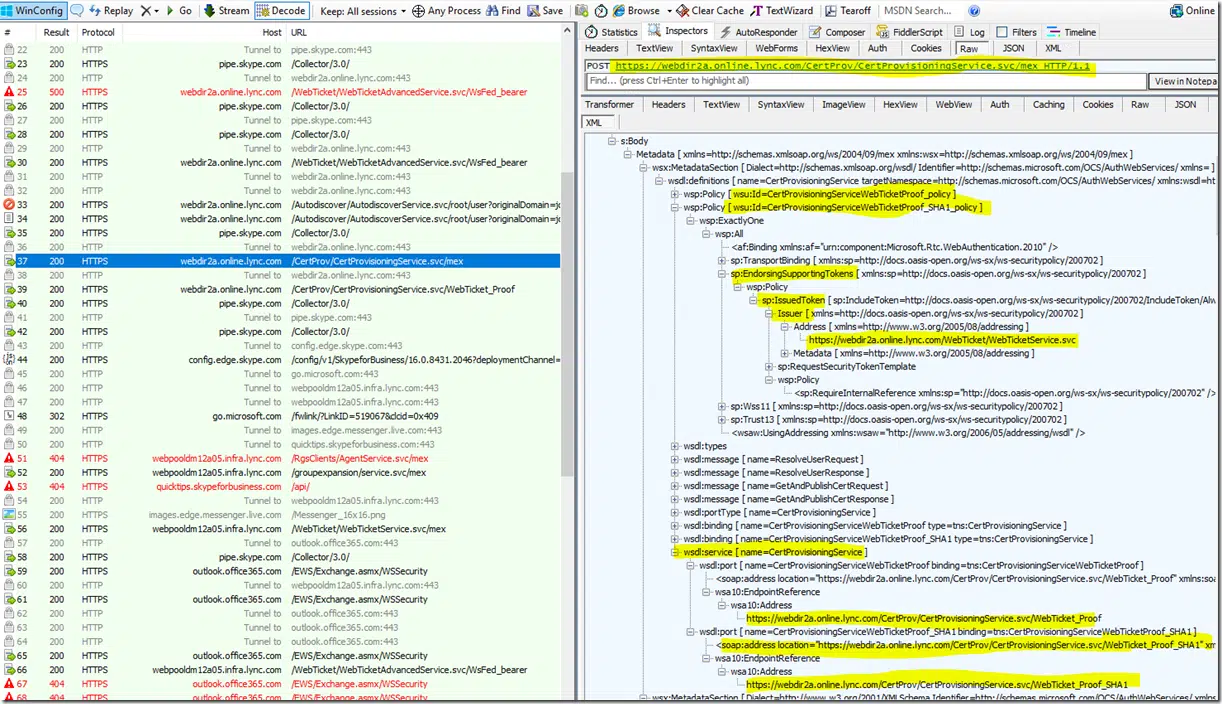 WinConfig Replay Go Stream Decode Keep: All sessions Any Process Find Save Browse Clear Cache TextWizard Tearoff MSDN Search... Online
# Result Protocol Host URL
22 200 HTTP Tunnel to pipe.skype.com:443
23 200 HTTPS pipe.skype.com /Collector/3.0/
24 200 HTTP Tunnel to webdir2a.online.lync.com:443
25 500 HTTPS webdir2a.online.lync.com /WebTicket/WebTicketAdvancedService.svc/WsFed_bearer
26 200 HTTPS pipe.skype.com /Collector/3.0/
27 200 HTTP Tunnel to pipe.skype.com:443
28 200 HTTPS pipe.skype.com /Collector/3.0/
29 200 HTTP Tunnel to webdir2a.online.lync.com:443
30 200 HTTPS webdir2a.online.lync.com /WebTicket/WebTicketAdvancedService.svc/WsFed_bearer
31 200 HTTP Tunnel to webdir2a.online.lync.com:443
32 200 HTTP Tunnel to webdir2a.online.lync.com:443
33 200 HTTPS webdir2a.online.lync.com /Autodiscover/AutodiscoverService.svc/root/user?originalDomain=jo
34 200 HTTPS webdir2a.online.lync.com /Autodiscover/AutodiscoverService.svc/root/user?originalDomain=jo
35 200 HTTPS pipe.skype.com /Collector/3.0/
36 200 HTTP Tunnel to webdir2a.online.lync.com:443
37 200 HTTPS webdir2a.online.lync.com /CertProv/CertProvisioningService.svc/mex
38 200 HTTP Tunnel to webdir2a.online.lync.com:443
39 200 HTTPS webdir2a.online.lync.com /CertProv/CertProvisioningService.svc/WebTicket_Proof
40 200 HTTPS pipe.skype.com /Collector/3.0/
41 200 HTTP Tunnel to pipe.skype.com:443
42 200 HTTPS pipe.skype.com /Collector/3.0/
43 200 HTTP Tunnel to config.edge.skype.com:443
44 200 HTTPS config.edge.skype.com /config/v1/SkypeforBusiness/16.0.8431.2046?deploymentChannel=
45 200 HTTP Tunnel to go.microsoft.com:443
46 200 HTTP Tunnel to webpooldm12a05.infra.lync.com:443
47 200 HTTP Tunnel to webpooldm12a05.infra.lync.com:443
48 302 HTTPS go.microsoft.com /fwlink/?LinkID=519067&clcid=0x409
49 200 HTTP Tunnel to images.edge.messenger.live.com:443
50 200 HTTP Tunnel to quicktips.skypeforbusiness.com:443
51 404 HTTPS webpooldm12a05.infra.lync.com /RgsClients/AgentService.svc/mex
52 200 HTTPS webpooldm12a05.infra.lync.com /groupexpansion/service.svc/mex
53 404 HTTPS quicktips.skypeforbusiness.com /api/
54 200 HTTP Tunnel to webpooldm12a05.infra.lync.com:443
55 200 HTTPS images.edge.messenger.live.com /Messenger_16x16.png
56 200 HTTPS webpooldm12a05.infra.lync.com /WebTicket/WebTicketService.svc/mex
57 200 HTTP Tunnel to outlook.office365.com:443
58 200 HTTPS pipe.skype.com /Collector/3.0/
59 200 HTTPS outlook.office365.com /EWS/Exchange.asmx/WSSecurity
60 200 HTTP Tunnel to webpooldm12a05.infra.lync.com:443
61 200 HTTPS outlook.office365.com /EWS/Exchange.asmx/WSSecurity
62 200 HTTP Tunnel to outlook.office365.com:443
63 200 HTTP Tunnel to outlook.office365.com:443
64 200 HTTP Tunnel to outlook.office365.com:443
65 200 HTTPS outlook.office365.com /EWS/Exchange.asmx/WSSecurity
66 200 HTTPS webpooldm12a05.infra.lync.com /WebTicket/WebTicketAdvancedService.svc/WsFed_bearer
67 404 HTTPS outlook.office365.com /EWS/Exchange.asmx/WSSecurity
68 404 HTTPS outlook.office365.com /EWS/Exchange.asmx/WSSecurity
Statistics Inspectors AutoResponder Composer FiddlerScript Log Filters Timeline
Headers TextView SyntaxView WebForms HexView Auth Cookies Raw JSON XML
POST https://webdir2a.online.lync.com/CertProv/CertProvisioningService.svc/mex HTTP/1.1
Find... (press Ctrl+Enter to highlight all) View in Notepa
Transformer Headers TextView SyntaxView ImageView HexView WebView Auth Caching Cookies Raw JSON
XML
s:Body
Metadata [ xmlns=http://schemas.xmlsoap.org/ws/2004/09/mex xmlns:wsx=http://schemas.xmlsoap.org/ws/2004/09/mex ]
wsx:MetadataSection [ Dialect=http://schemas.xmlsoap.org/wsdl/ Identifier=http://schemas.microsoft.com/OCS/AuthWebServices/ xmlns= ]
wsdl:definitions [ name=CertProvisioningService targetNamespace=http://schemas.microsoft.com/OCS/AuthWebServices/ xmlns:wsdl=ht
wsp:Policy [ wsu:Id=CertProvisioningServiceWebTicketProof_policy ]
wsp:Policy [ wsu:Id=CertProvisioningServiceWebTicketProof_SHA1_policy ]
wsp:ExactlyOne
wsp:All
<af:Binding xmlns:af="urn:component:Microsoft.Rtc.WebAuthentication.2010" />
sp:TransportBinding [ xmlns:sp=http://docs.oasis-open.org/ws-sx/ws-securitypolicy/200702 ]
sp:EndorsingSupportingTokens [ xmlns:sp=http://docs.oasis-open.org/ws-sx/ws-securitypolicy/200702 ]
wsp:Policy
sp:IssuedToken [ sp:IncludeToken=http://docs.oasis-open.org/ws-sx/ws-securitypolicy/200702/IncludeToken/Alw
Issuer [ xmlns=http://docs.oasis-open.org/ws-sx/ws-securitypolicy/200702 ]
Address [ xmlns=http://www.w3.org/2005/08/addressing ]
https://webdir2a.online.lync.com/WebTicket/WebTicketService.svc
Metadata [ xmlns=http://www.w3.org/2005/08/addressing ]
sp:RequestSecurityTokenTemplate
wsp:Policy
<sp:RequireInternalReference xmlns:sp="http://docs.oasis-open.org/ws-sx/ws-securitypolicy/200702" />
sp:Wss11 [ xmlns:sp=http://docs.oasis-open.org/ws-sx/ws-securitypolicy/200702 ]
sp:Trust13 [ xmlns:sp=http://docs.oasis-open.org/ws-sx/ws-securitypolicy/200702 ]
<wsaw:UsingAddressing xmlns:wsaw="http://www.w3.org/2006/05/addressing/wsdl" />
wsdl:types
wsdl:message [ name=ResolveUserRequest ]
wsdl:message [ name=ResolveUserResponse ]
wsdl:message [ name=GetAndPublishCertRequest ]
wsdl:message [ name=GetAndPublishCertResponse ]
wsdl:portType [ name=CertProvisioningService ]
wsdl:binding [ name=CertProvisioningServiceWebTicketProof type=tns:CertProvisioningService ]
wsdl:binding [ name=CertProvisioningServiceWebTicketProof_SHA1 type=tns:CertProvisioningService ]
wsdl:service [ name=CertProvisioningService ]
wsdl:port [ name=CertProvisioningServiceWebTicketProof binding=tns:CertProvisioningServiceWebTicketProof ]
<soap:address location="https://webdir2a.online.lync.com/CertProv/CertProvisioningService.svc/WebTicket_Proof" xmlns:soa
wsa10:EndpointReference
wsa10:Address
https://webdir2a.online.lync.com/CertProv/CertProvisioningService.svc/WebTicket_Proof
wsdl:port [ name=CertProvisioningServiceWebTicketProof_SHA1 binding=tns:CertProvisioningServiceWebTicketProof_SHA1 ]
<soap:address location="https://webdir2a.online.lync.com/CertProv/CertProvisioningService.svc/WebTicket_Proof_SHA1" xm
wsa10:EndpointReference
wsa10:Address
https://webdir2a.online.lync.com/CertProv/CertProvisioningService.svc/WebTicket_Proof_SHA1
wsx:MetadataSection [ Dialect=http://www.w3.org/2001/XMLSchema Identifier=http://schemas.microsoft.com/OCS/AuthWebServices/ xmlns